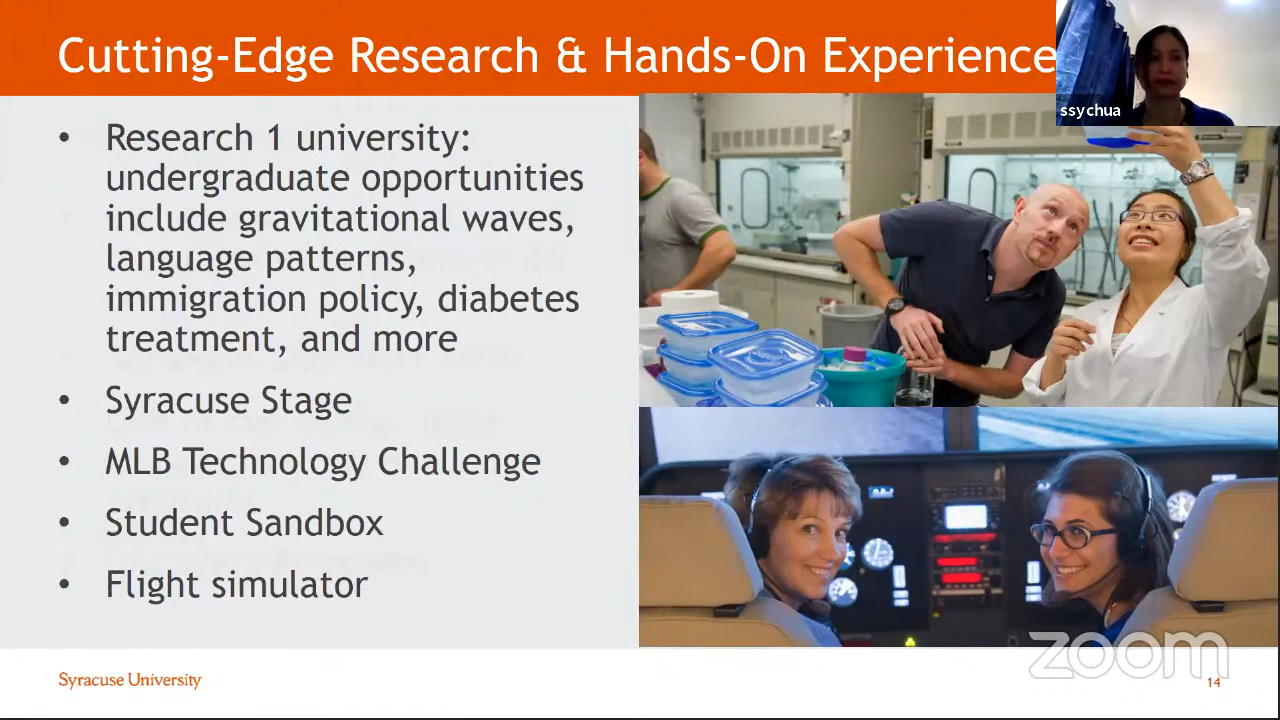 Cutting-Edge Research & Hands-On Experience
ssychua
• Research 1 university:
undergraduate opportunities
include gravitational waves,
language patterns,
immigration policy, diabetes
treatment, and more
• Syracuse Stage
• MLB Technology Challenge
• Student Sandbox
• Flight simulator
zoom
Syracuse University
14